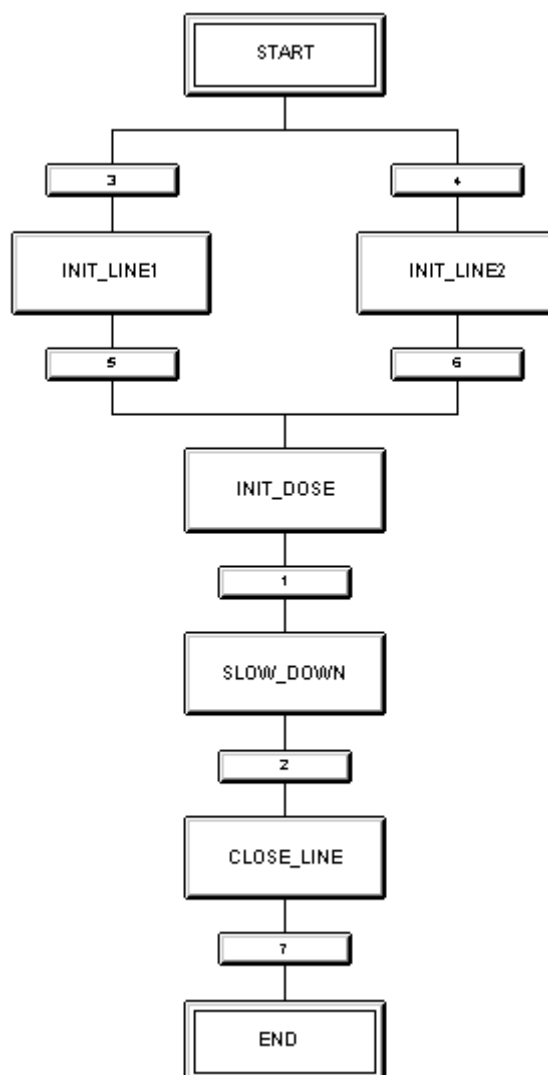 START
3 4
INIT_LINE1 INIT_LINE2
5 6
INIT_DOSE
1
SLOW_DOWN
2
CLOSE_LINE
7
END